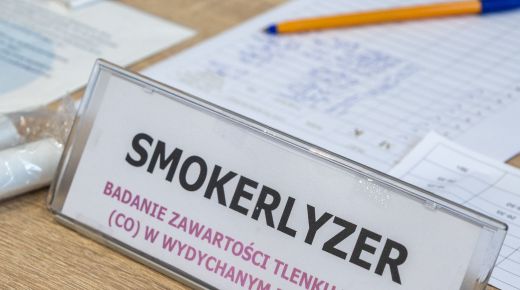 SMOKERLYZER
BADANIE ZAWARTOŚCI TLENKU
(CO) W WYDYCHANYM